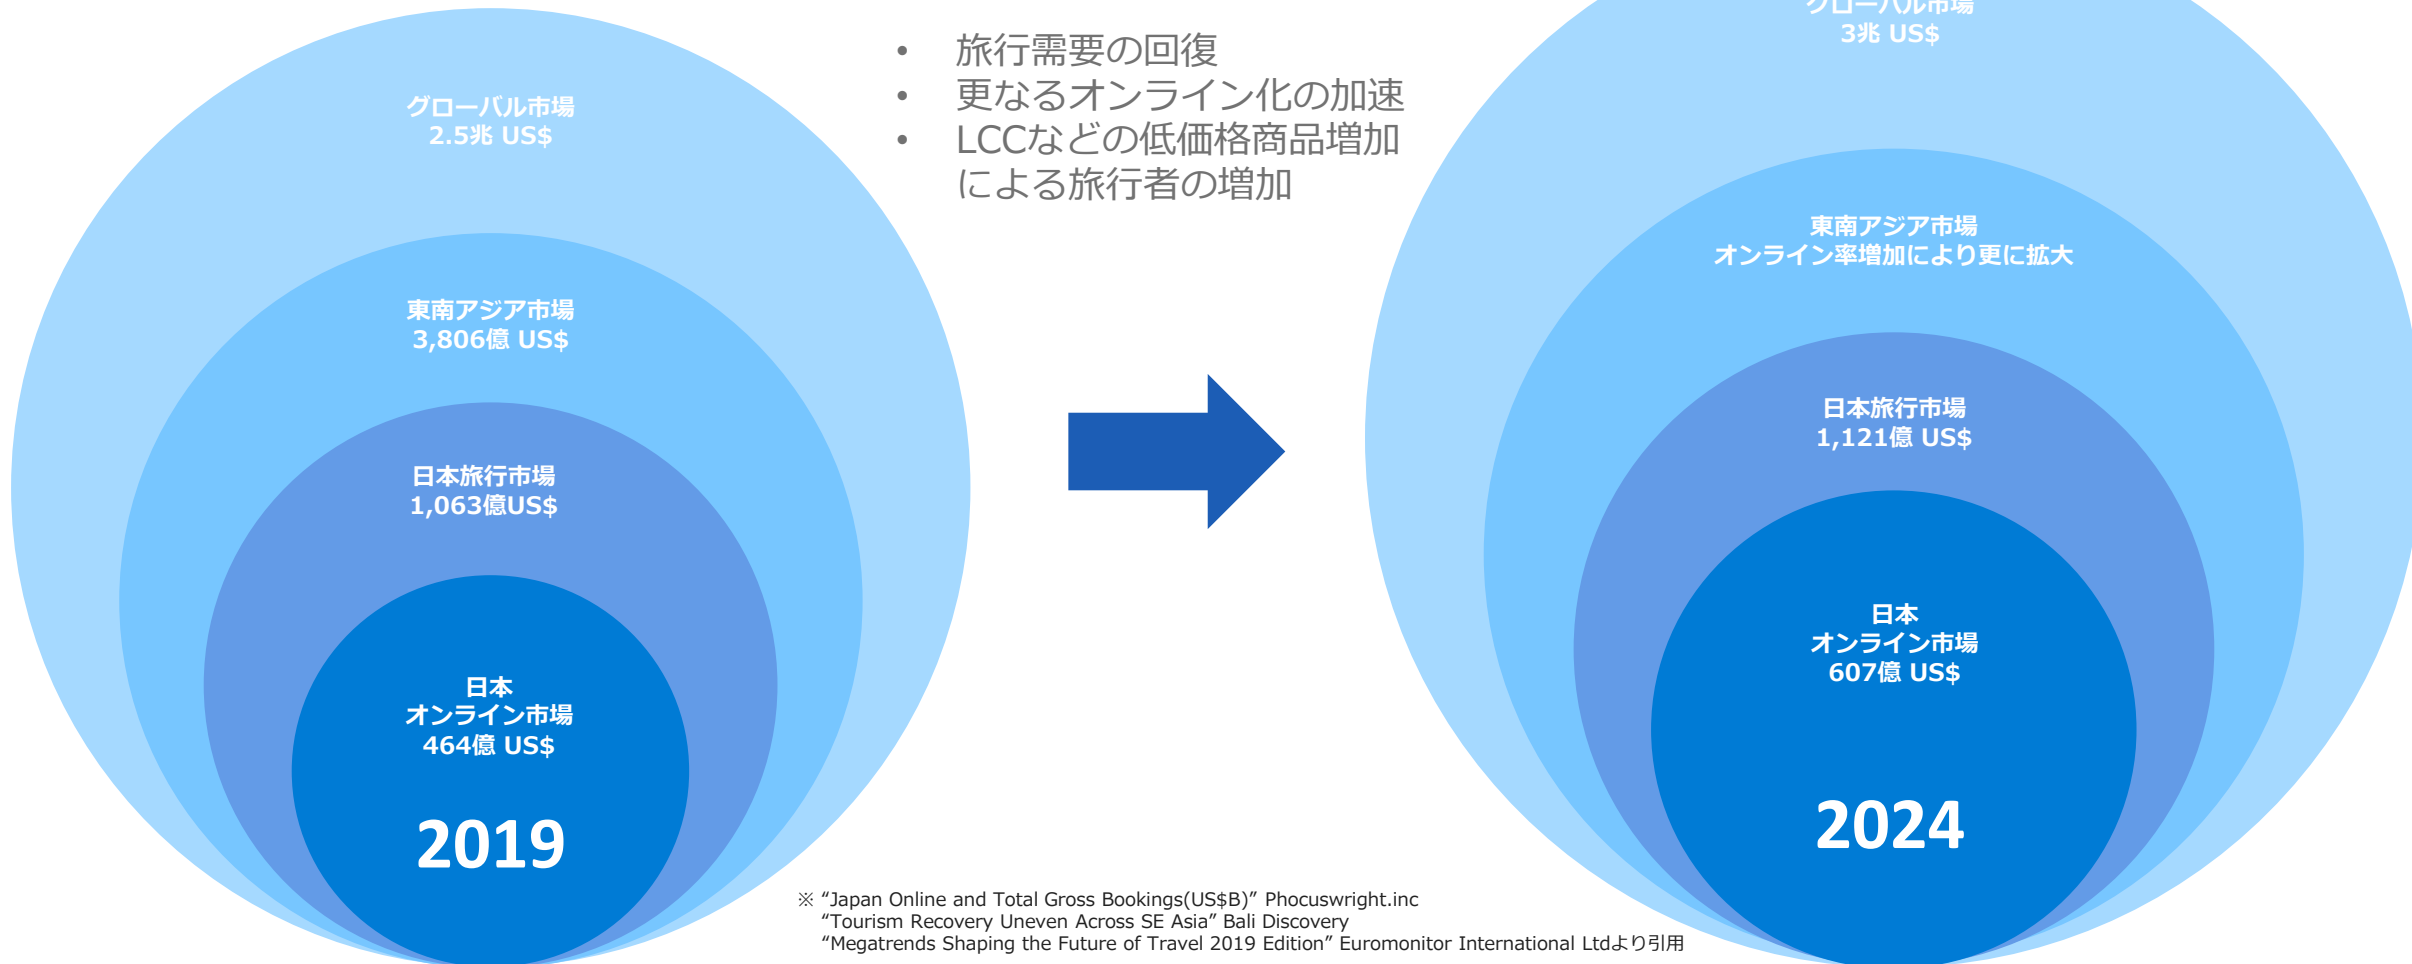 グローバル市場
2.5兆 US$
東南アジア市場
3,806億 US$
日本旅行市場
1,063億US$
日本
オンライン市場
464億 US$
2019
• 旅行需要の回復
• 更なるオンライン化の加速
• LCCなどの低価格商品増加
による旅行者の増加
グローバル市場
3兆 US$
東南アジア市場
オンライン率増加により更に拡大
日本旅行市場
1,121億 US$
日本
オンライン市場
607億 US$
2024
※ “Japan Online and Total Gross Bookings(US$B)” Phocuswright.inc
“Tourism Recovery Uneven Across SE Asia” Bali Discovery
“Megatrends Shaping the Future of Travel 2019 Edition” Euromonitor International Ltdより引用